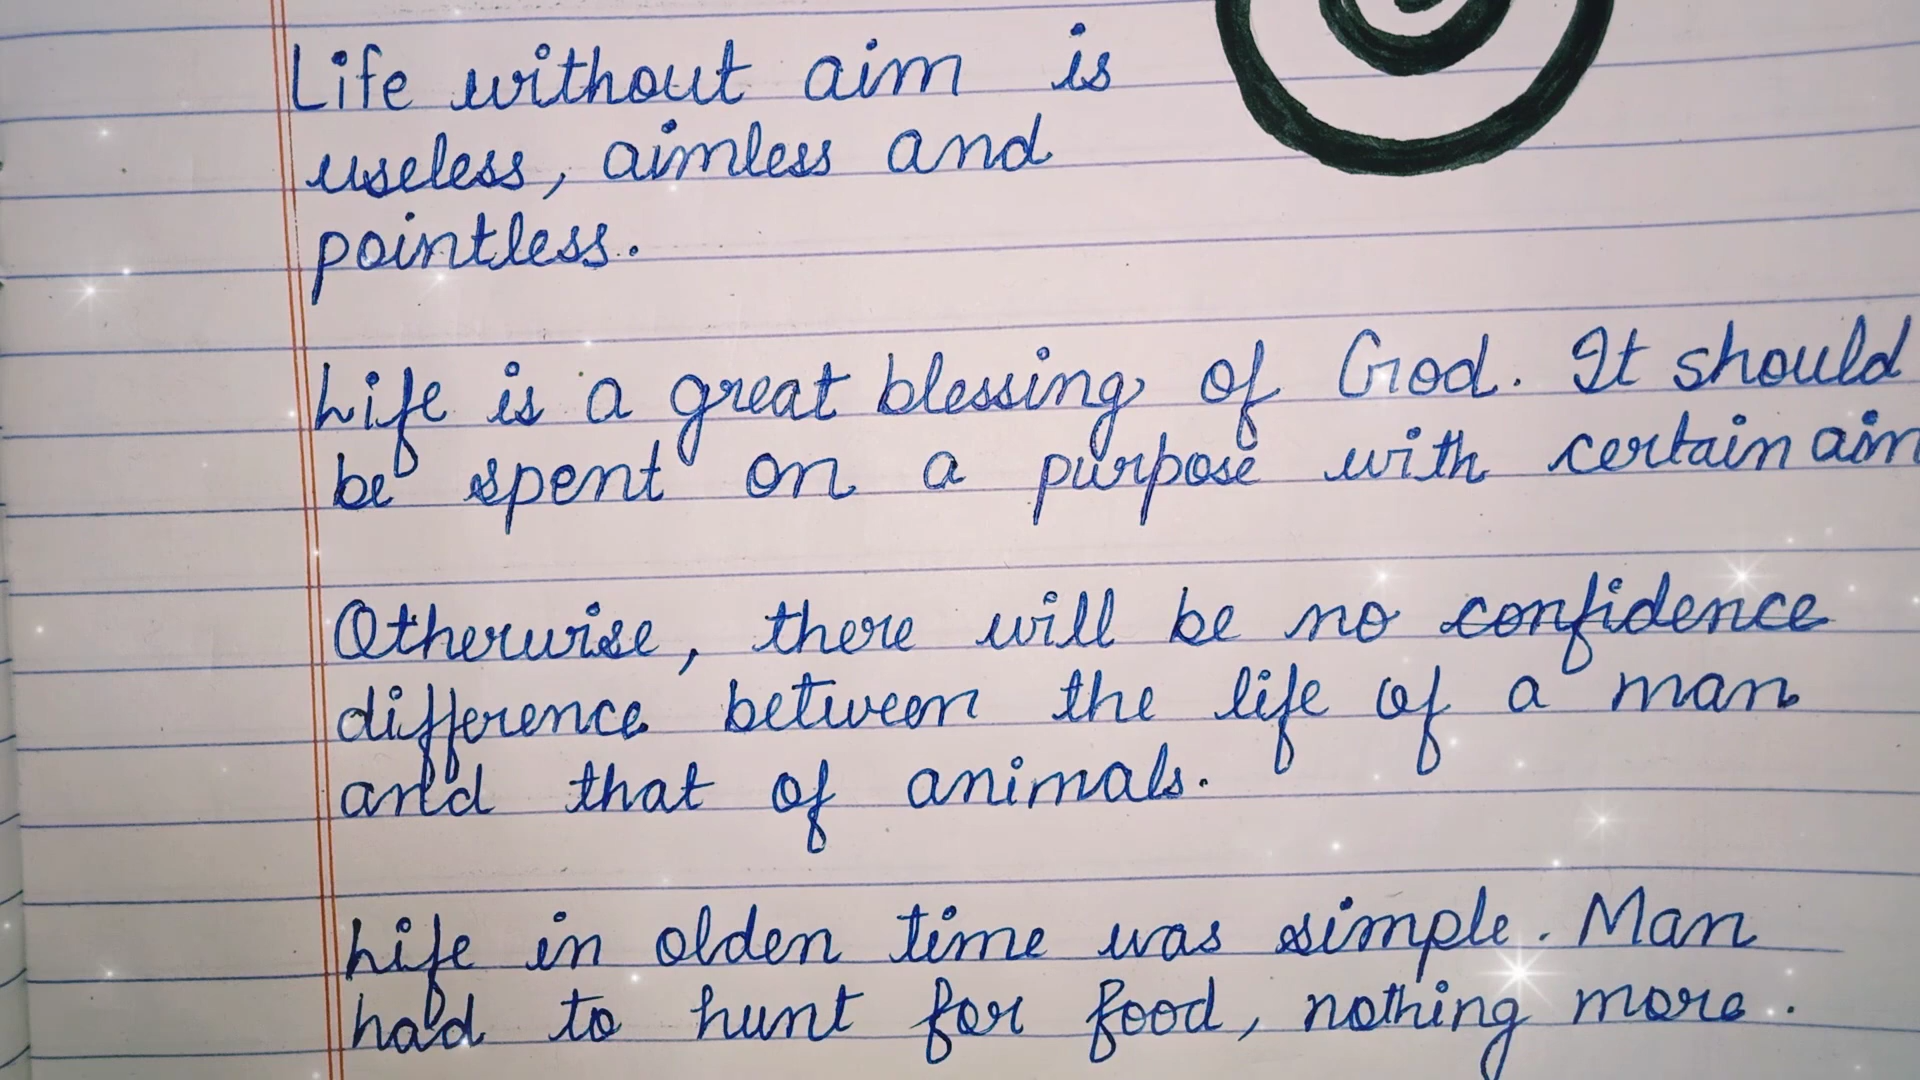 Life without aim is
useless, aimless and
pointless.
Life is a great blessing of God. It should
be spent on a purpose with certain aim
Otherwise, there will be no confidence
difference between the life of a man
and that of animals.
Life in olden time was simple. Man
had to hunt for food, nothing more.